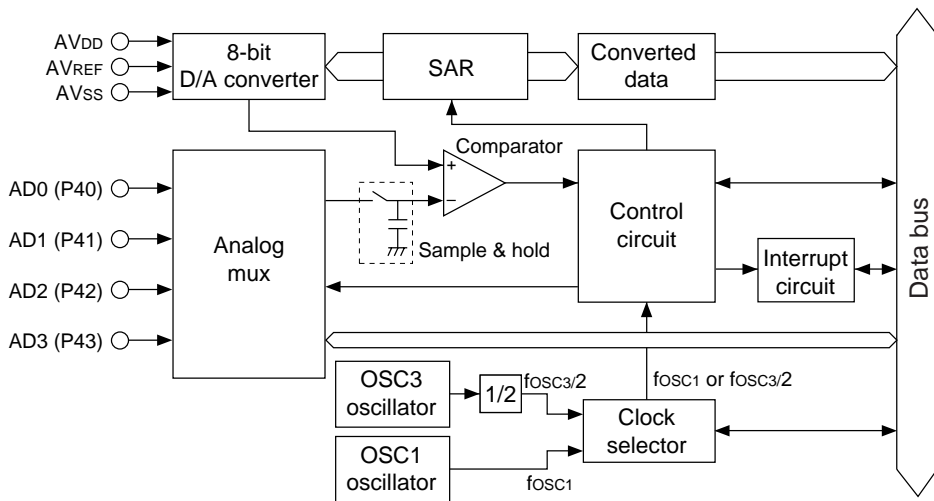 AVDD
AVREF
AVSS
8-bit
D/A converter
SAR
Converted
data
Comparator
+
−
AD0 (P40)
AD1 (P41)
AD2 (P42)
AD3 (P43)
Analog
mux
Sample & hold
Control
circuit
Interrupt
circuit
Data bus
OSC3
oscillator
1/2
fOSC3/2
fOSC1 or fOSC3/2
Clock
selector
OSC1
oscillator
fOSC1